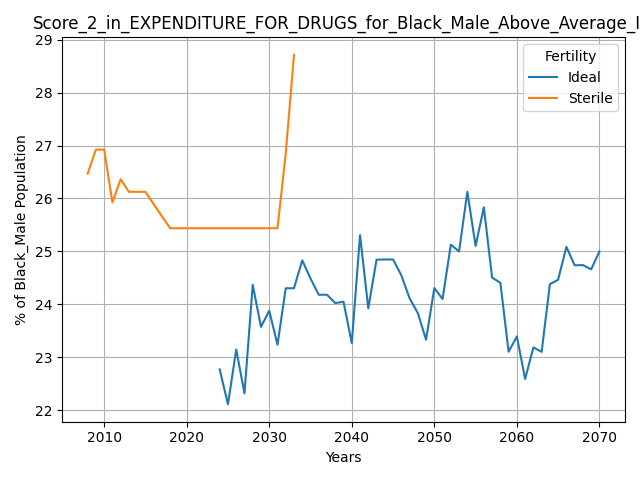 Score_2_in_EXPENDITURE_FOR_DRUGS_for_Black_Male_Above_Average_I
29
28
27
26
25
24
23
22
% of Black_Male Population
Fertility
Ideal
Sterile
2010 2020 2030 2040 2050 2060 2070
Years